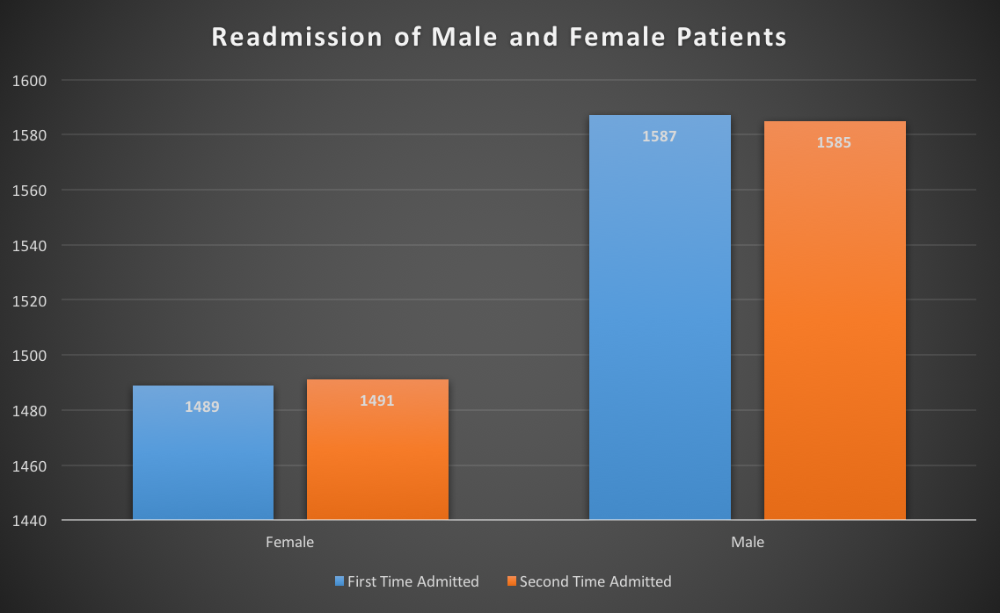 Readmission of Male and Female Patients
1600
1580
1560
1540
1520
1500
1480
1460
1440
1489
1491
1587
1585
Female
Male
First Time Admitted
Second Time Admitted